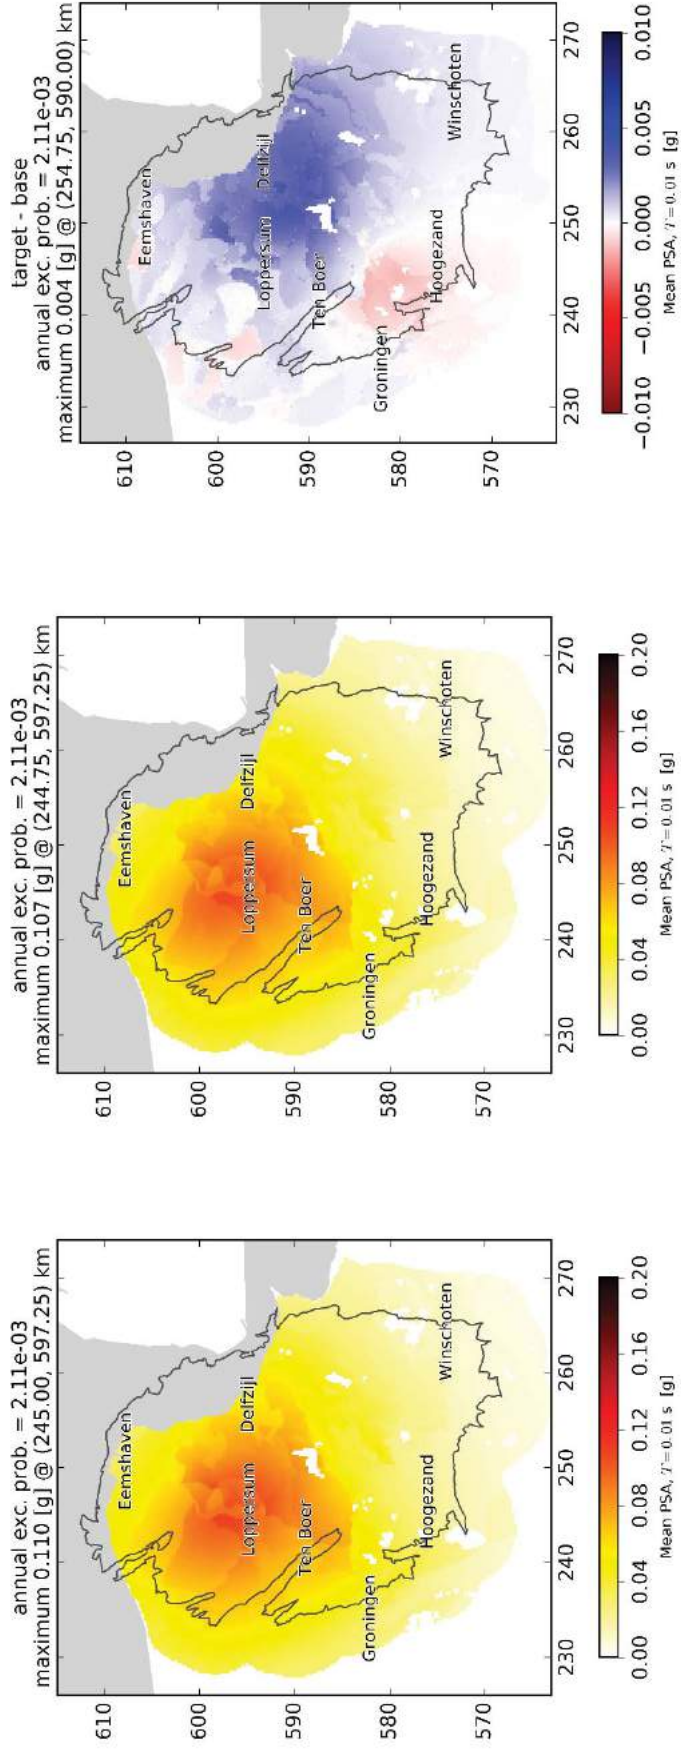 annual exc. prob. = 2.11e-03
maximum 0.110 [g] @ (245.00, 597.25) km
610
600
590
580
570
Eemshaven
Delfzijl
Loppersum
Ten Boer
Groningen
Hoogezand
Winschoten
230
240
250
260
270
0.00
0.04
0.08
0.12
0.16
0.20
Mean PSA, T=0.01 s [g]
annual exc. prob. = 2.11e-03
maximum 0.107 [g] @ (244.75, 597.25) km
610
600
590
580
570
Eemshaven
Delfzijl
Loppersum
Ten Boer
Groningen
Hoogezand
Winschoten
230
240
250
260
270
0.00
0.04
0.08
0.12
0.16
0.20
Mean PSA, T=0.01 s [g]
target - base
annual exc. prob. = 2.11e-03
maximum 0.004 [g] @ (254.75, 590.00) km
610
600
590
580
570
Eemshaven
Delfzijl
Loppersum
Ten Boer
Groningen
Hoogezand
Winschoten
230
240
250
260
270
−0.010
−0.005
0.000
0.005
0.010
Mean PSA, T=0.01 s [g]